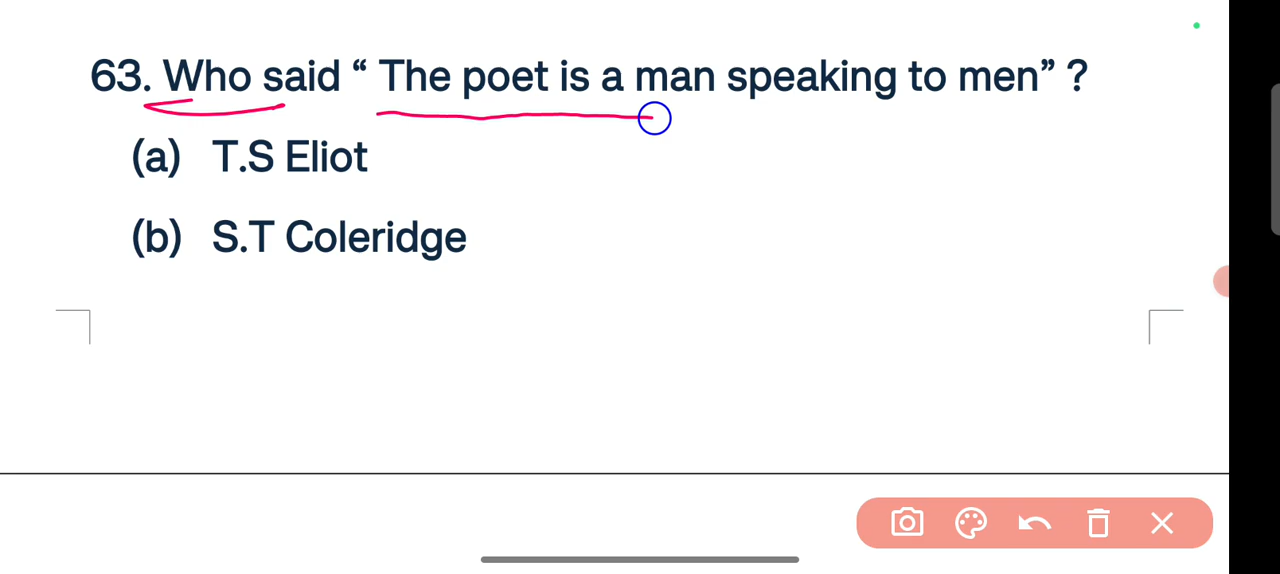 63. Who said “ The poet is a man speaking to men” ?
(a) T.S Eliot
(b) S.T Coleridge